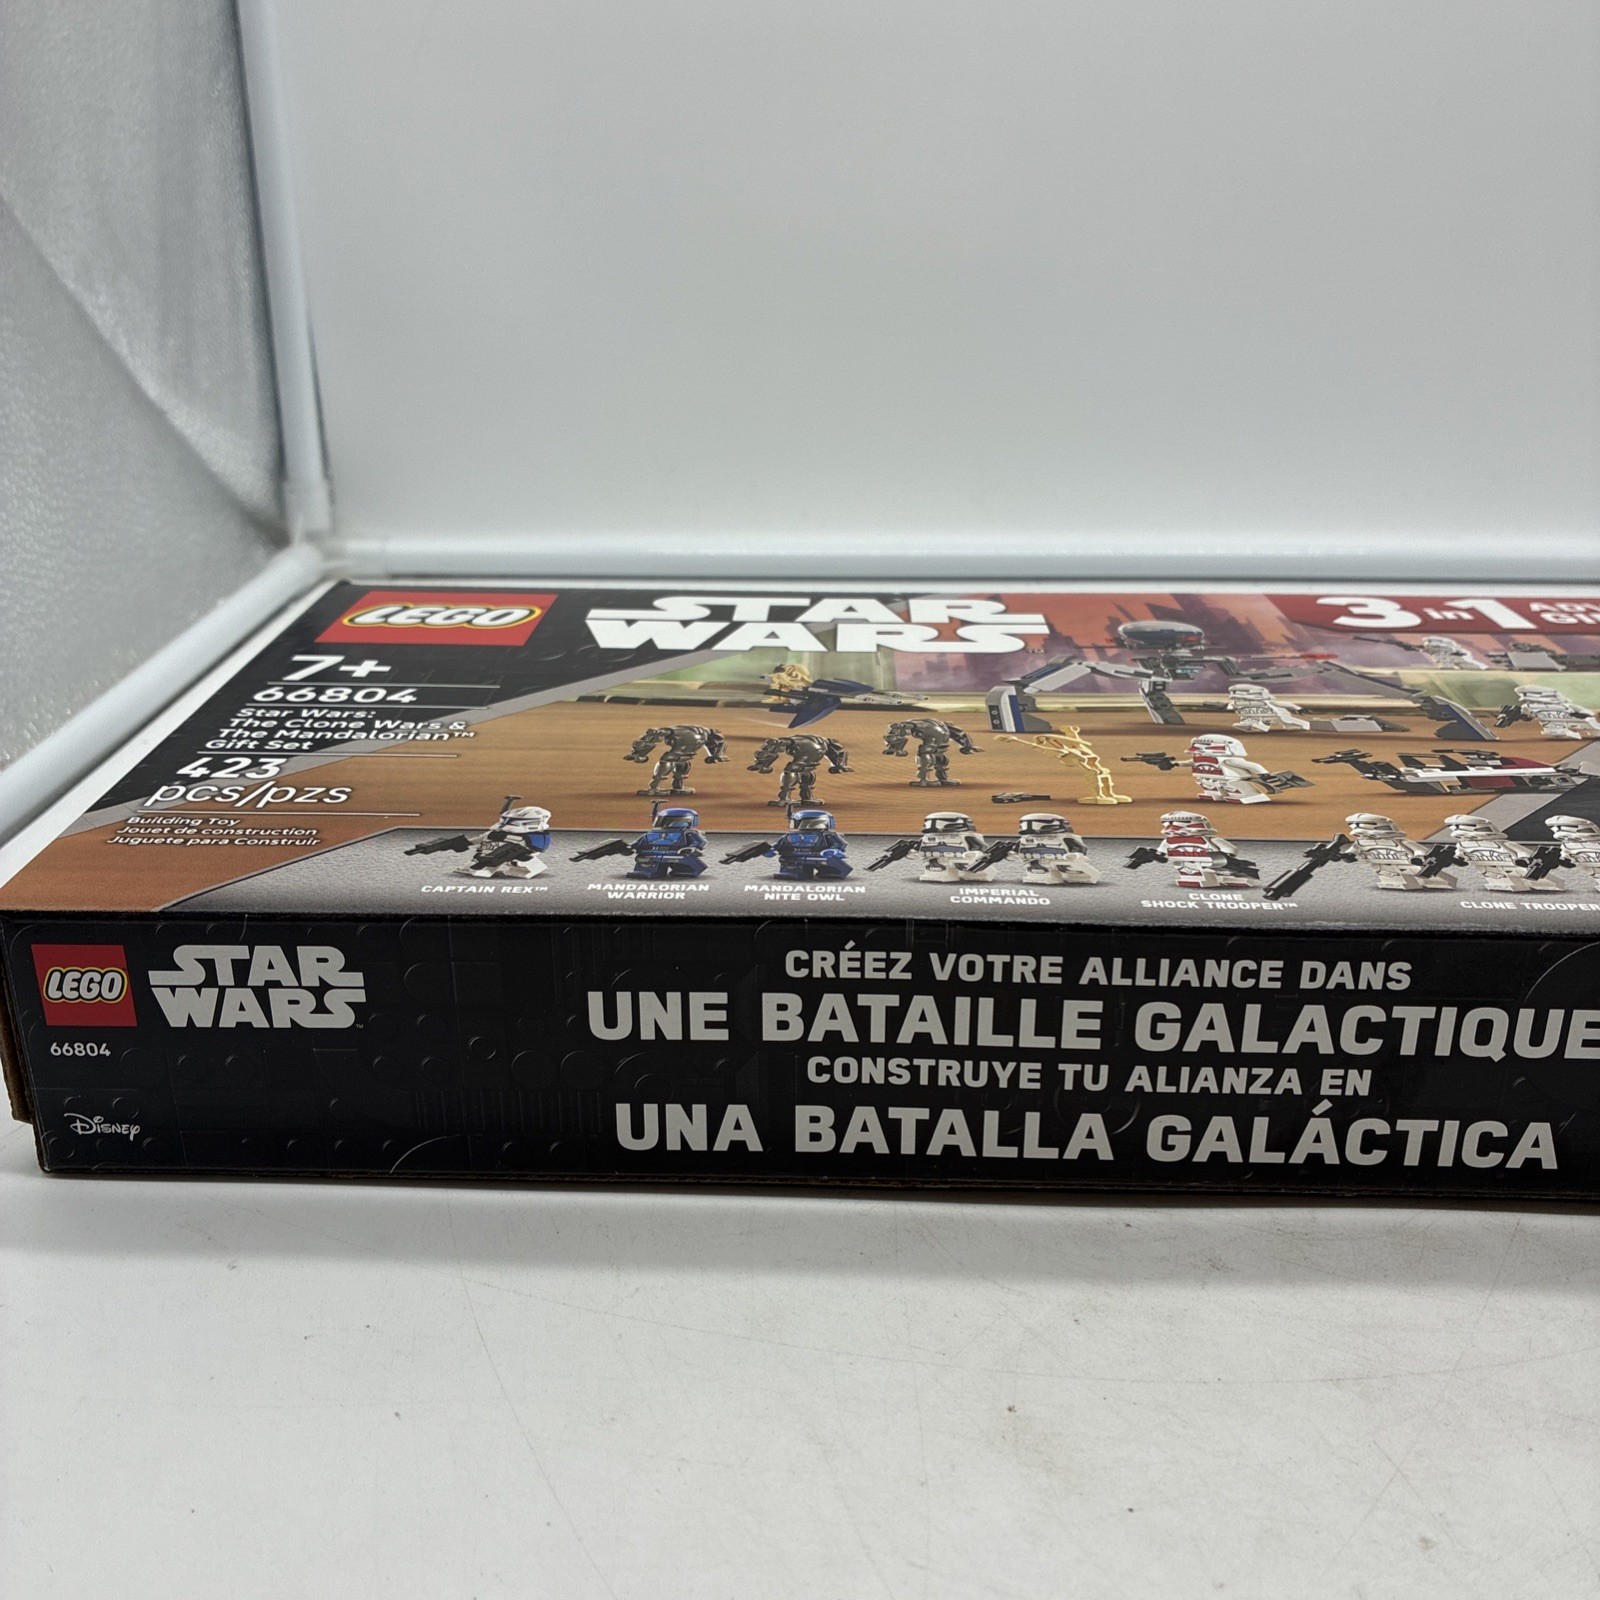 LEGO
STAR
WARS
3 in 1
7+
66804
Star Wars:
The Clone Wars &
The Mandalorian™
Gift Set
423
pcs/pzs
Building Toy
Jouet de construction
Juguete para Construir
CAPTAIN REX™
MANDALORIAN
WARRIOR
MANDALORIAN
NITE OWL
IMPERIAL
COMMANDO
CLONE
SHOCK TROOPER™
CLONE TROOPER
LEGO
STAR
WARS™
66804
Disney
CRÉEZ VOTRE ALLIANCE DANS
UNE BATAILLE GALACTIQUE
CONSTRUYE TU ALIANZA EN
UNA BATALLA GALÁCTICA